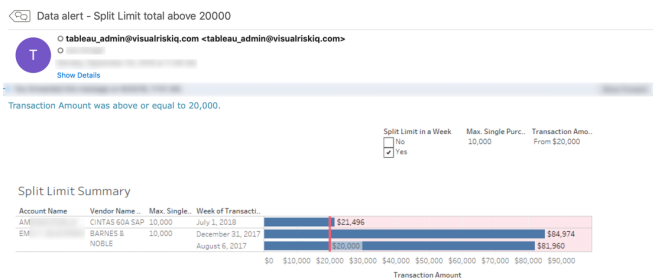 Data alert - Split Limit total above 20000
tableau_admin@visualriskiq.com <tableau_admin@visualriskiq.com>
T
Show Details
Transaction Amount was above or equal to 20,000.
Split Limit in a Week Max. Single Purc.. Transaction Amo..
No 10,000 From $20,000
Yes
Split Limit Summary
Account Name Vendor Name .. Max. Single.. Week of Transacti..
AM CINTAS 60A SAP 10,000 July 1, 2018 $21,496
EM BARNES & NOBLE 10,000 December 31, 2017 $84,974
August 6, 2017 $20,000 $81,960
$0 $10,000 $20,000 $30,000 $40,000 $50,000 $60,000 $70,000 $80,000 $90,000
Transaction Amount